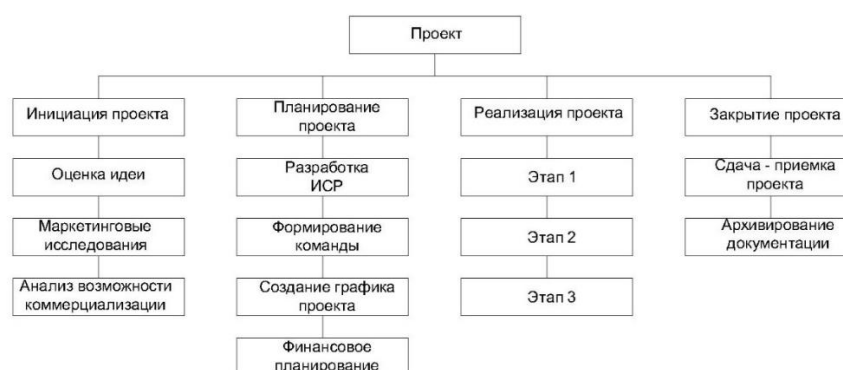 Проект
Инициация проекта
Планирование
проекта
Реализация проекта
Закрытие проекта
Оценка идеи
Разработка
ИСР
Этап 1
Сдача - приемка
проекта
Маркетинговые
исследования
Формирование
команды
Этап 2
Архивирование
документации
Анализ возможности
коммерциализации
Создание графика
проекта
Этап 3
Финансовое
планирование